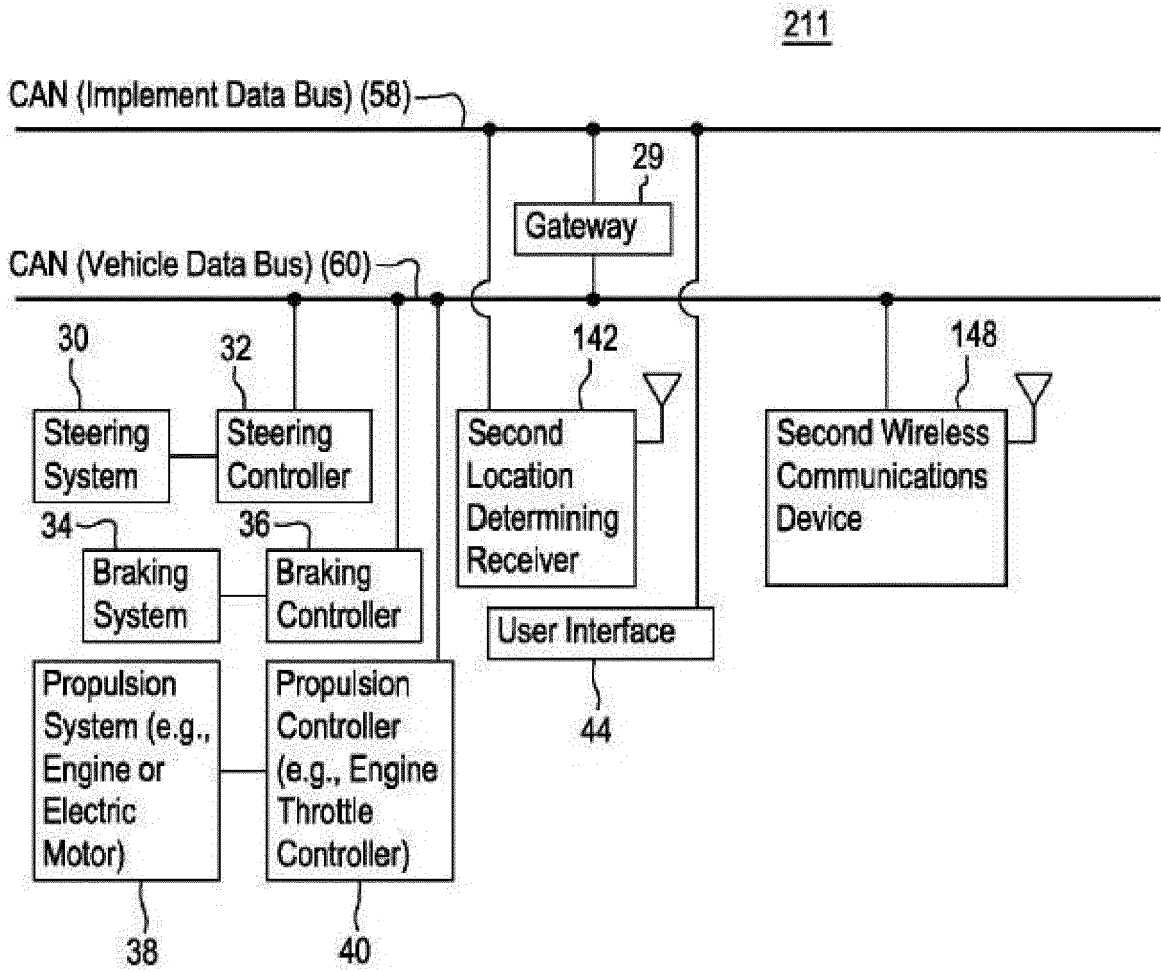 211
CAN (Implement Data Bus) (58)
29
Gateway
CAN (Vehicle Data Bus) (60)
30
32
142
148
Steering
System
Steering
Controller
Second
Location
Determining
Receiver
Second Wireless
Communications
Device
34
36
Braking
System
Braking
Controller
User Interface
44
Propulsion
System (e.g.,
Engine or
Electric
Motor)
Propulsion
Controller
(e.g., Engine
Throttle
Controller)
38
40